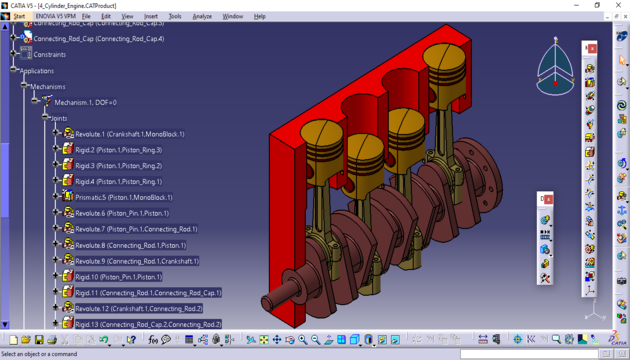 CATIA V5 - [4_Cylinder_Engine.CATProduct]
Start ENOVIA V5 VPM File Edit View Insert Tools Analyze Window Help
Connecting_Rod_Cap (Connecting_Rod_Cap.3)
Connecting_Rod_Cap (Connecting_Rod_Cap.4)
Constraints
Applications
Mechanisms
Mechanism.1, DOF=0
Joints
Revolute.1 (Crankshaft.1,MonoBlock.1)
Rigid.2 (Piston.1,Piston_Ring.3)
Rigid.3 (Piston.1,Piston_Ring.2)
Rigid.4 (Piston.1,Piston_Ring.1)
Prismatic.5 (Piston.1,MonoBlock.1)
Revolute.6 (Piston_Pin.1,Piston.1)
Revolute.7 (Piston_Pin.1,Connecting_Rod.1)
Revolute.8 (Connecting_Rod.1,Piston.1)
Revolute.9 (Connecting_Rod.1,Crankshaft.1)
Rigid.10 (Piston_Pin.1,Piston.1)
Rigid.11 (Connecting_Rod.1,Connecting_Rod_Cap.1)
Revolute.12 (Crankshaft.1,Connecting_Rod.2)
Rigid.13 (Connecting_Rod_Cap.2,Connecting_Rod.2)
D
f(x)
CATIA
Select an object or a command